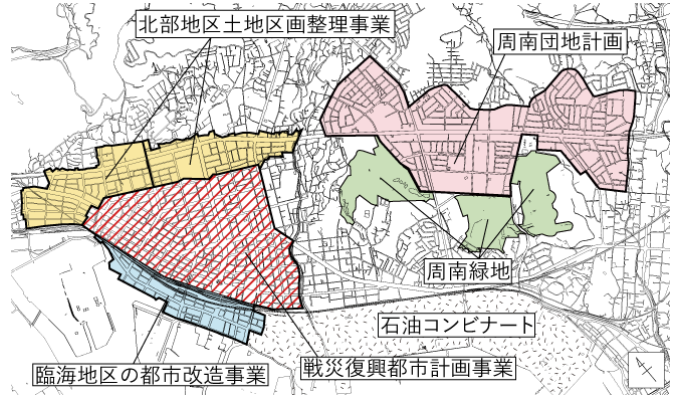 北部地区土地区画整理事業
周南団地計画
周南緑地
石油コンビナート
戦災復興都市計画事業
臨海地区の都市改造事業